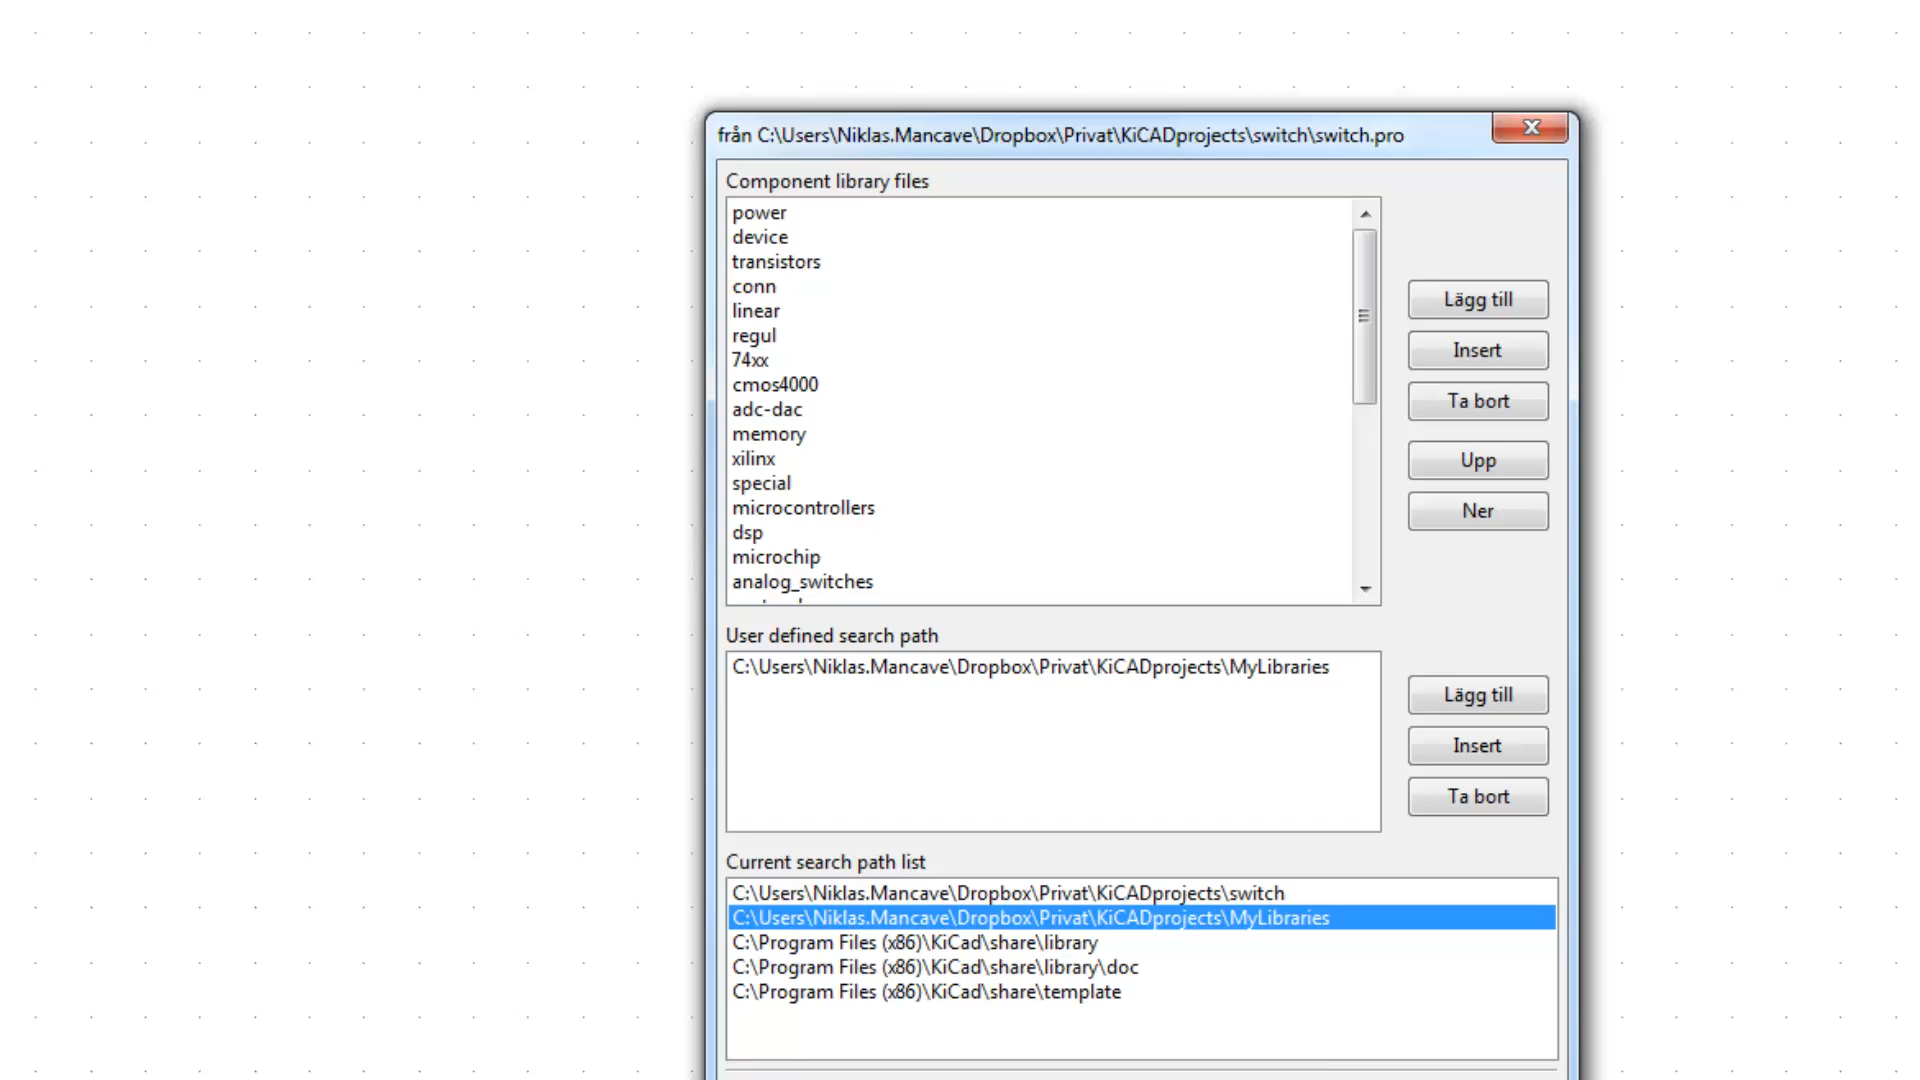 från C:\Users\Niklas.Mancave\Dropbox\Privat\KiCADprojects\switch\switch.pro
Component library files
power
device
transistors
conn
linear
regul
74xx
cmos4000
adc-dac
memory
xilinx
special
microcontrollers
dsp
microchip
analog_switches
Lägg till
Insert
Ta bort
Upp
Ner
User defined search path
C:\Users\Niklas.Mancave\Dropbox\Privat\KiCADprojects\MyLibraries
Lägg till
Insert
Ta bort
Current search path list
C:\Users\Niklas.Mancave\Dropbox\Privat\KiCADprojects\switch
C:\Users\Niklas.Mancave\Dropbox\Privat\KiCADprojects\MyLibraries
C:\Program Files (x86)\KiCad\share\library
C:\Program Files (x86)\KiCad\share\library\doc
C:\Program Files (x86)\KiCad\share\template